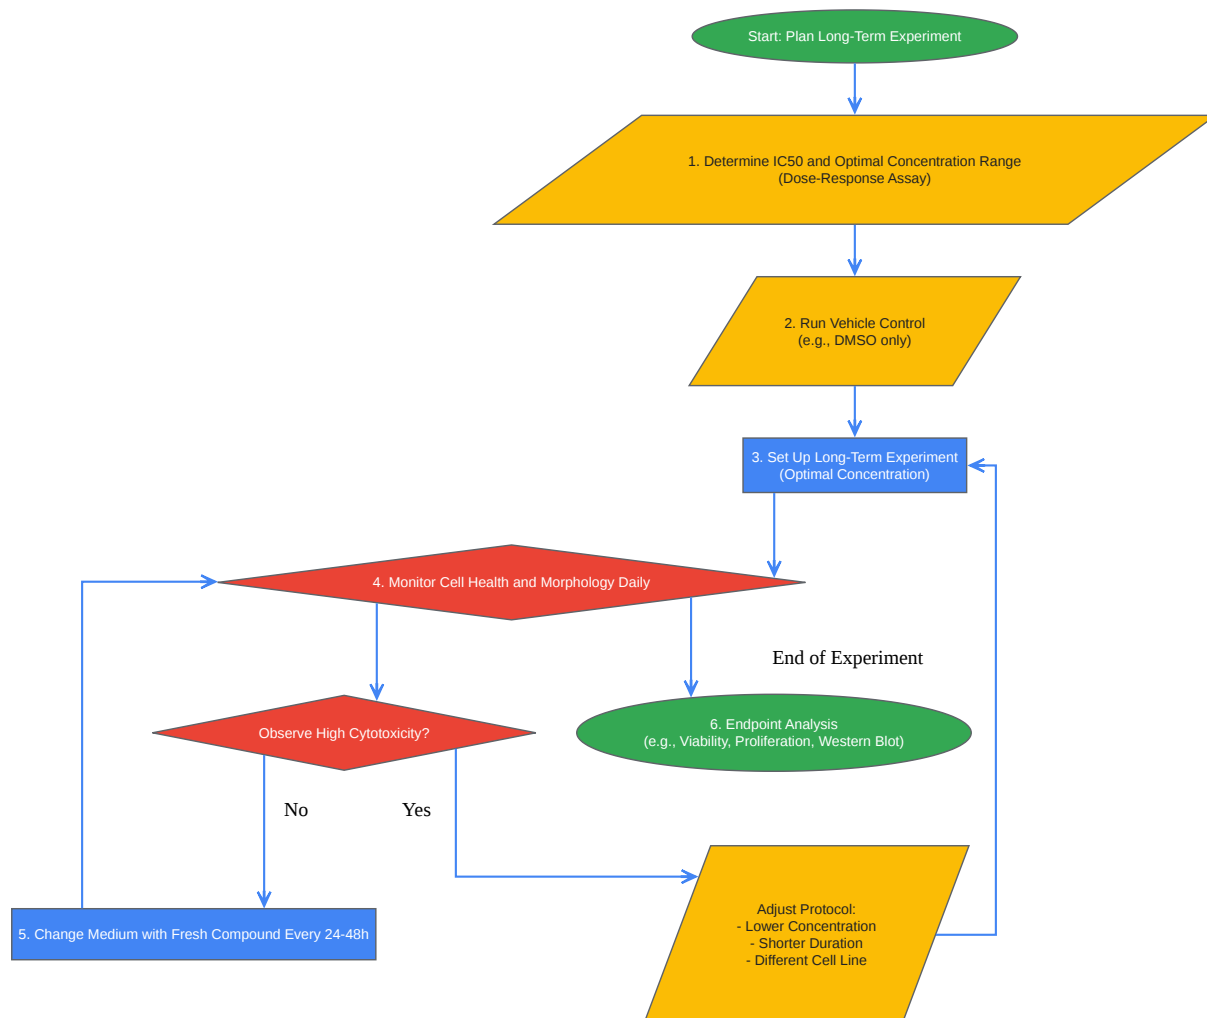 Start: Plan Long-Term Experiment
1. Determine IC50 and Optimal Concentration Range
(Dose-Response Assay)
2. Run Vehicle Control
(e.g., DMSO only)
3. Set Up Long-Term Experiment
(Optimal Concentration)
4. Monitor Cell Health and Morphology Daily
End of Experiment
Observe High Cytotoxicity?
6. Endpoint Analysis
(e.g., Viability, Proliferation, Western Blot)
No
Yes
5. Change Medium with Fresh Compound Every 24-48h
Adjust Protocol:
- Lower Concentration
- Shorter Duration
- Different Cell Line